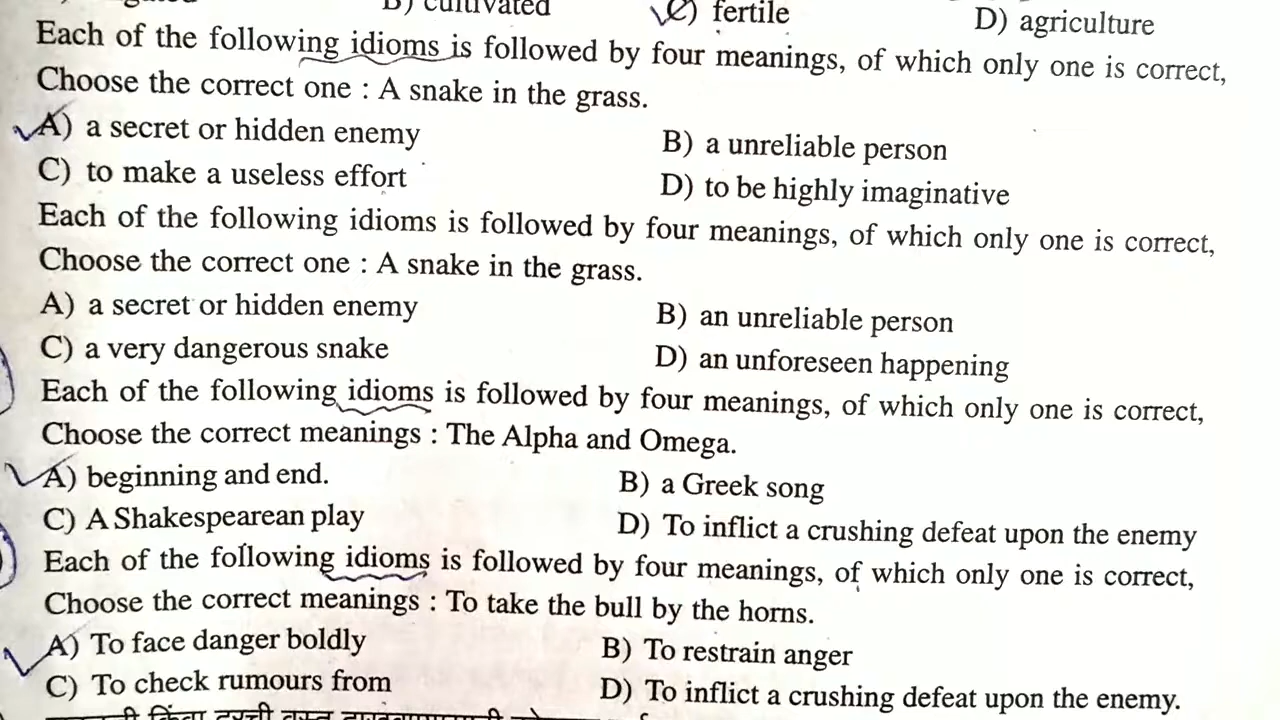 B) cultivated C) fertile D) agriculture
Each of the following idioms is followed by four meanings, of which only one is correct,
Choose the correct one : A snake in the grass.
A) a secret or hidden enemy B) a unreliable person
C) to make a useless effort D) to be highly imaginative
Each of the following idioms is followed by four meanings, of which only one is correct,
Choose the correct one : A snake in the grass.
A) a secret or hidden enemy B) an unreliable person
C) a very dangerous snake D) an unforeseen happening
Each of the following idioms is followed by four meanings, of which only one is correct,
Choose the correct meanings : The Alpha and Omega.
A) beginning and end. B) a Greek song
C) A Shakespearean play D) To inflict a crushing defeat upon the enemy
Each of the following idioms is followed by four meanings, of which only one is correct,
Choose the correct meanings : To take the bull by the horns.
A) To face danger boldly B) To restrain anger
C) To check rumours from D) To inflict a crushing defeat upon the enemy.
किंवा